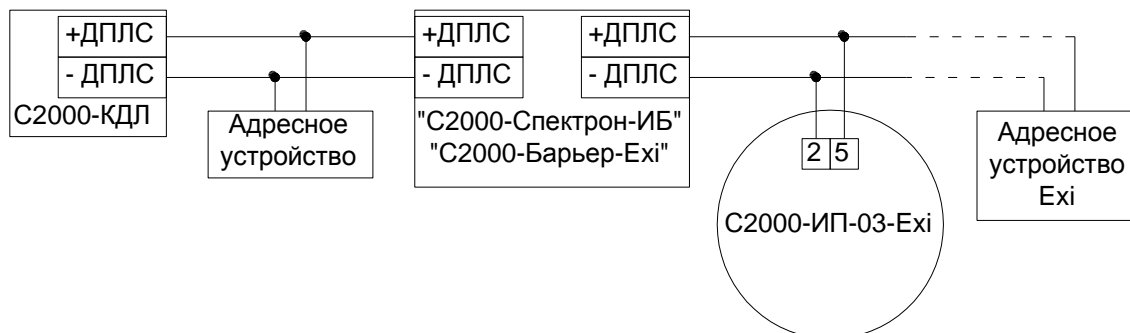 +ДПЛС
- ДПЛС
С2000-КДЛ
Адресное
устройство
+ДПЛС
- ДПЛС
+ДПЛС
- ДПЛС
"С2000-Спектрон-ИБ"
"С2000-Барьер-Exi"
2 5
С2000-ИП-03-Exi
Адресное
устройство
Exi